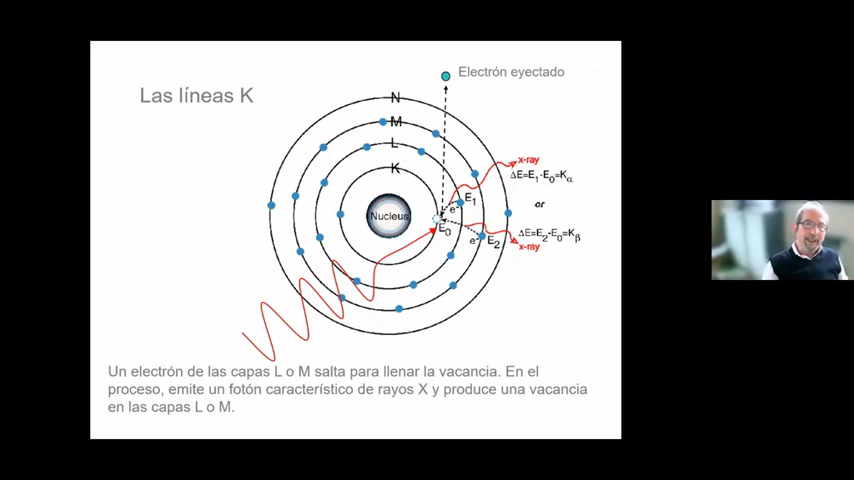 Las líneas K
Electrón eyectado
N
M
L
K
Nucleus
x-ray
ΔE=E₁-E₀=Kα
or
ΔE=E₂-E₀=Kβ
x-ray
E₁
e⁻
E₀
e⁻
E₂
Un electrón de las capas L o M salta para llenar la vacancia. En el
proceso, emite un fotón característico de rayos X y produce una vacancia
en las capas L o M.